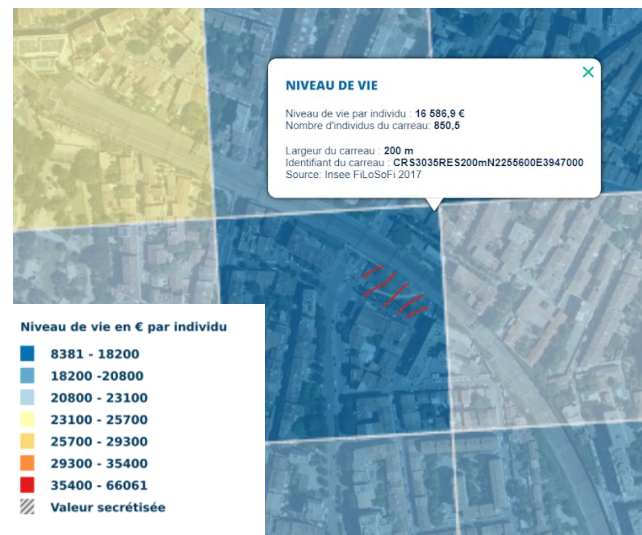 NIVEAU DE VIE
Niveau de vie par individu : 16 586,9 €
Nombre d'individus du carreau: 850,5
Largeur du carreau : 200 m
Identifiant du carreau : CRS3035RES200mN2255600E3947000
Source: Insee FiLoSoFi 2017
Niveau de vie en € par individu
8381 - 18200
18200 -20800
20800 - 23100
23100 - 25700
25700 - 29300
29300 - 35400
35400 - 66061
Valeur secrétisée